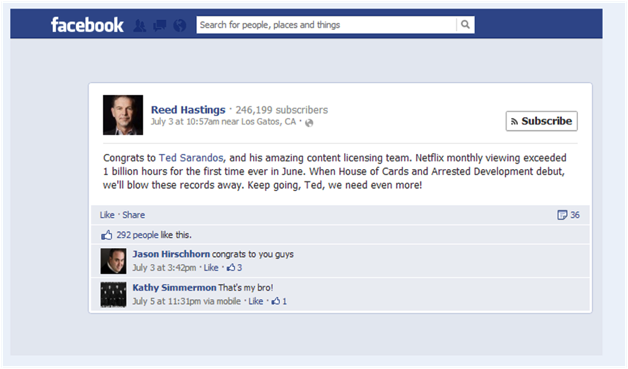 facebook Search for people, places and things
Reed Hastings · 246,199 subscribers
July 3 at 10:57am near Los Gatos, CA ·
Subscribe
Congrats to Ted Sarandos, and his amazing content licensing team. Netflix monthly viewing exceeded
1 billion hours for the first time ever in June. When House of Cards and Arrested Development debut,
we'll blow these records away. Keep going, Ted, we need even more!
Like · Share 36
292 people like this.
Jason Hirschhorn congrats to you guys
July 3 at 3:42pm · Like · 3
Kathy Simmermon That's my bro!
July 5 at 11:31pm via mobile · Like · 1